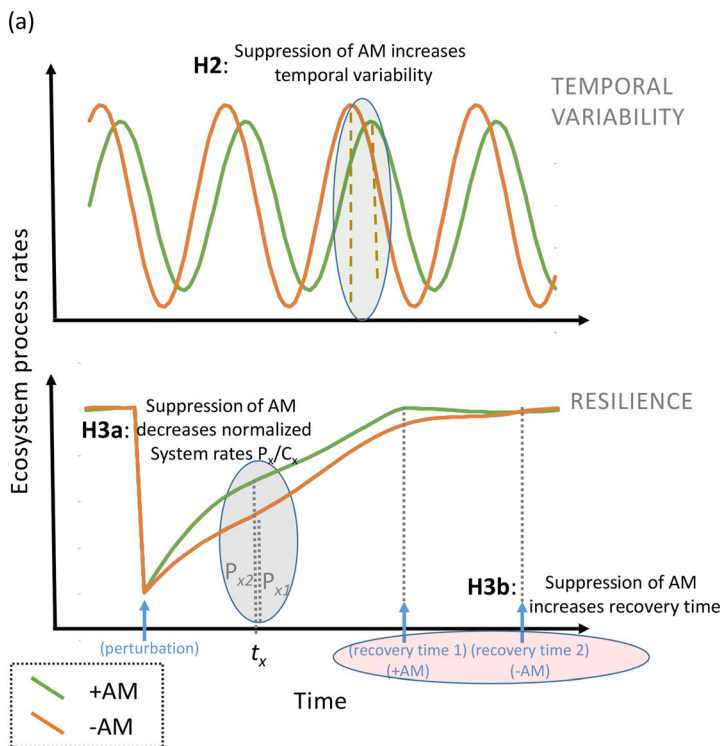 (a)
H2: Suppression of AM increases
temporal variability
TEMPORAL
VARIABILITY
Ecosystem process rates
RESILIENCE
H3a: Suppression of AM
decreases normalized
System rates Px/Cx
Px2 Px1
H3b: Suppression of AM
increases recovery time
(perturbation)
tx
(recovery time 1) (recovery time 2)
(+AM) (-AM)
Time
+AM
-AM